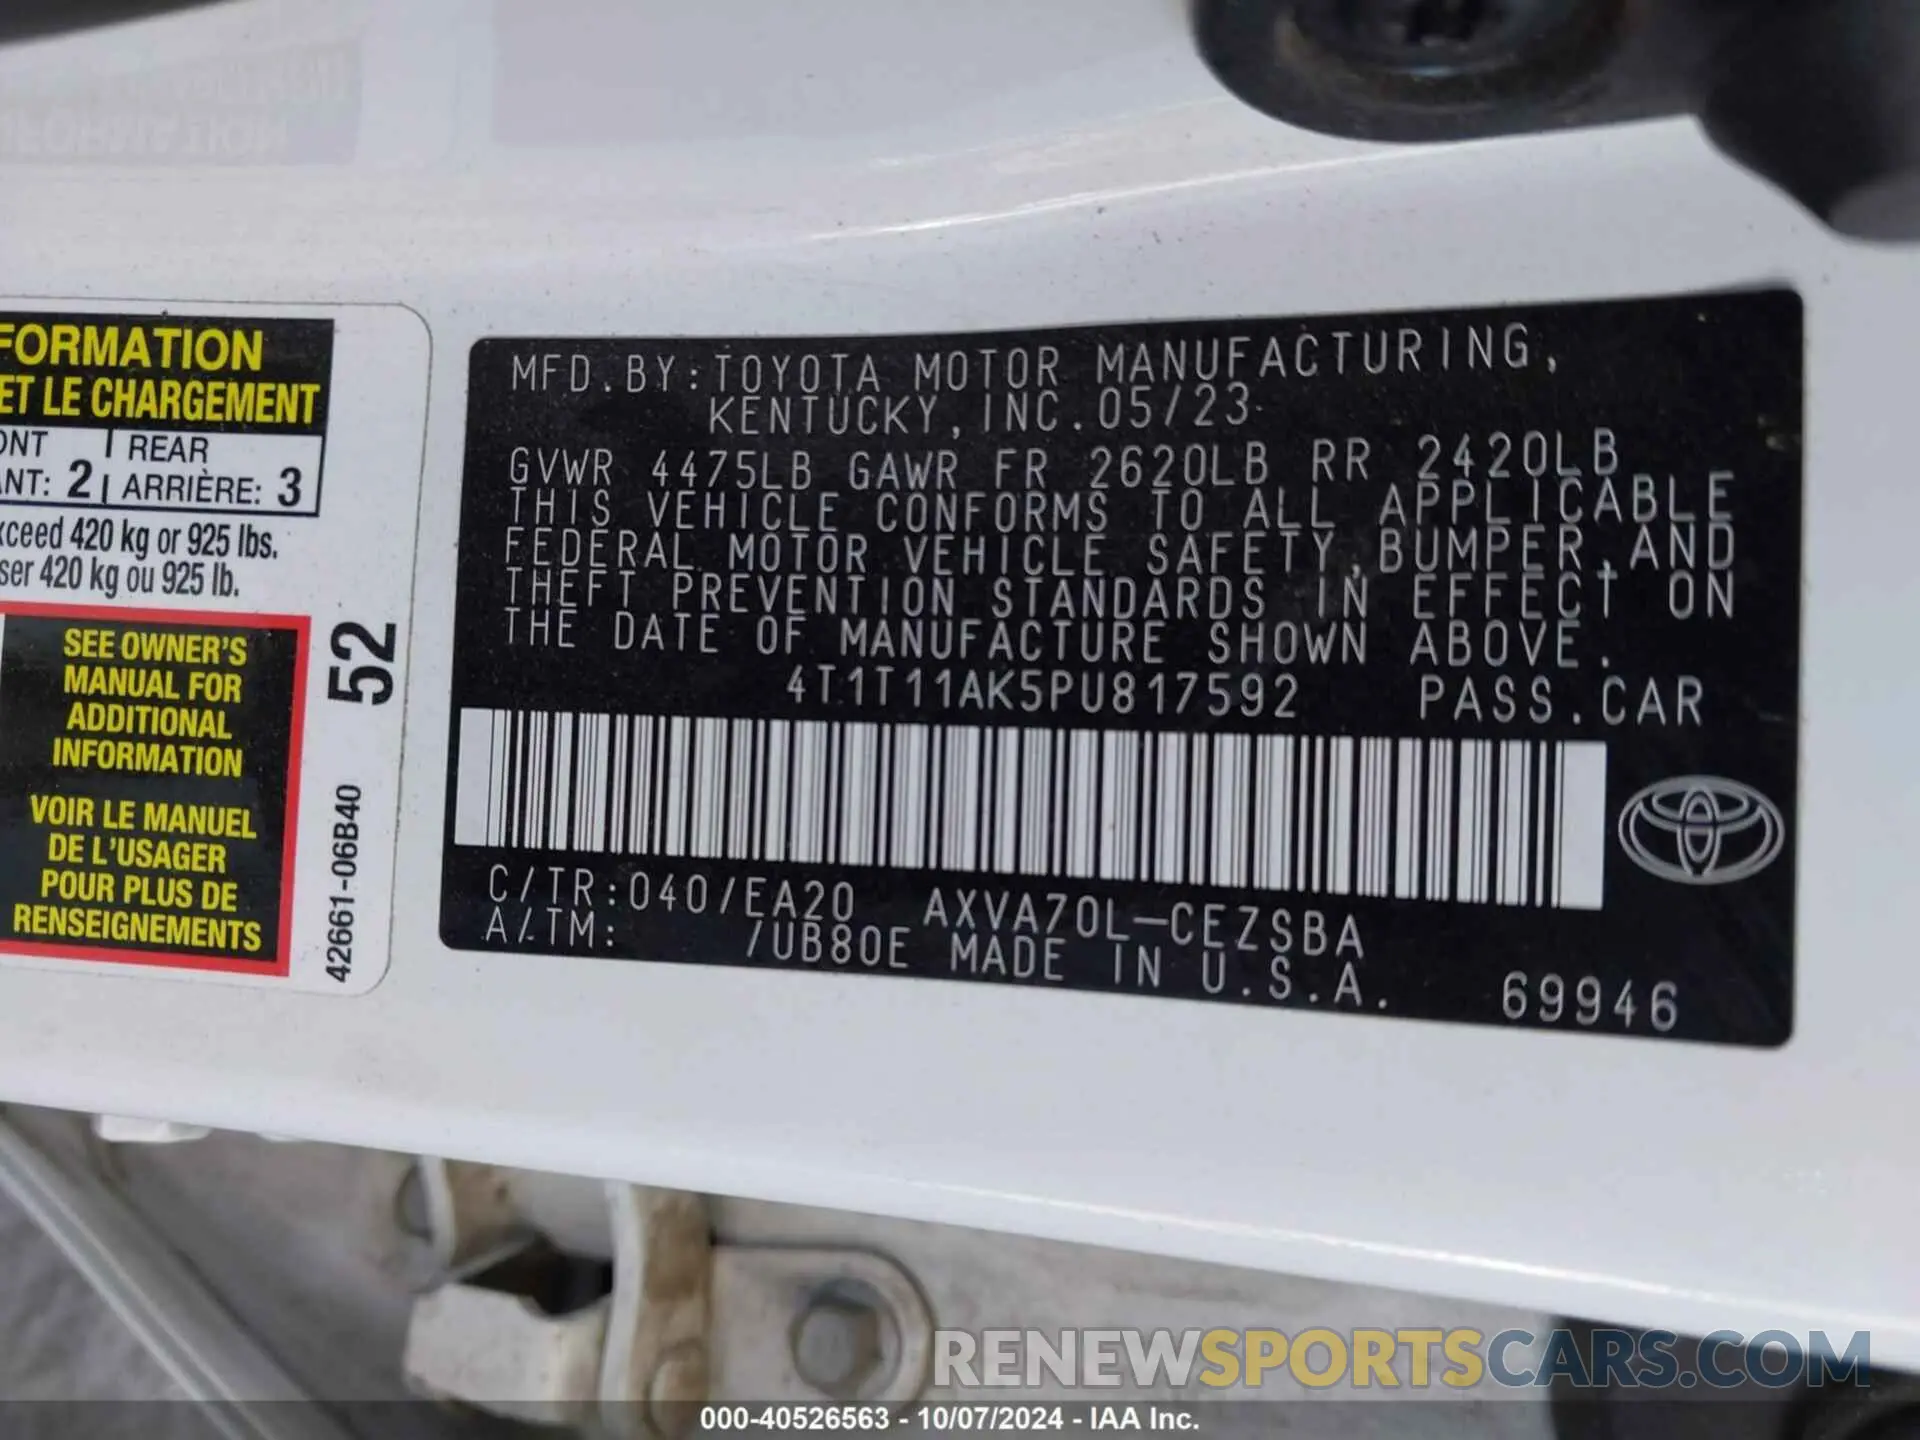 FORMATION
ET LE CHARGEMENT
REAR
2 ARRIÈRE: 3
420 kg or 925 lbs.
420 kg ou 925 lb.
SEE OWNER'S
MANUAL FOR
ADDITIONAL
INFORMATION
VOIR LE MANUEL
DE L'USAGER
POUR PLUS DE
RENSEIGNEMENTS
52
42661-06B40
MFD.BY:TOYOTA MOTOR MANUFACTURING,
KENTUCKY,INC.05/23
GVWR 4475LB GAWR FR 2620LB RR 2420LB
THIS VEHICLE CONFORMS TO ALL APPLICABLE
FEDERAL MOTOR VEHICLE SAFETY,BUMPER,AND
THEFT PREVENTION STANDARDS IN EFFECT ON
THE DATE OF MANUFACTURE SHOWN ABOVE.
4T1T11AK5PU817592 PASS.CAR
C/TR:040/EA20 AXVA70L-CEZSBA
A/TM: /UB80E MADE IN U.S.A.
69946
RENEWSPORTSCARS.COM
000-40526563 - 10/07/2024 - IAA Inc.